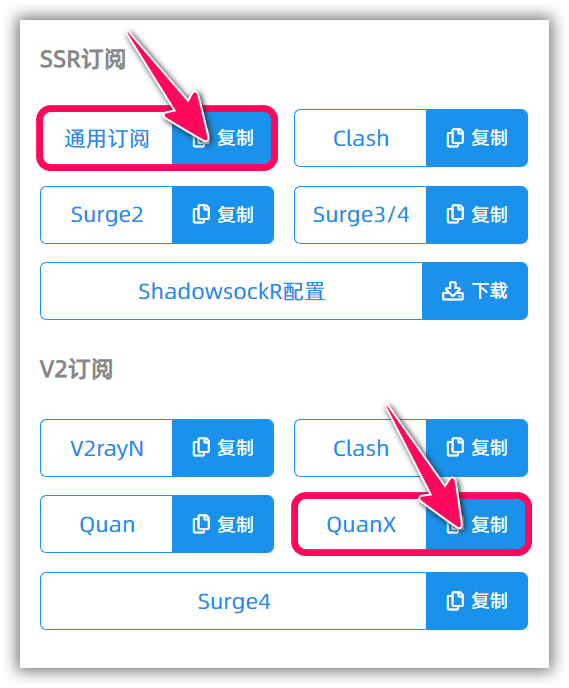 SSR订阅
通用订阅 复制 Clash 复制
Surge2 复制 Surge3/4 复制
ShadowsockR配置 下载
V2订阅
V2rayN 复制 Clash 复制
Quan 复制 QuanX 复制
Surge4 复制